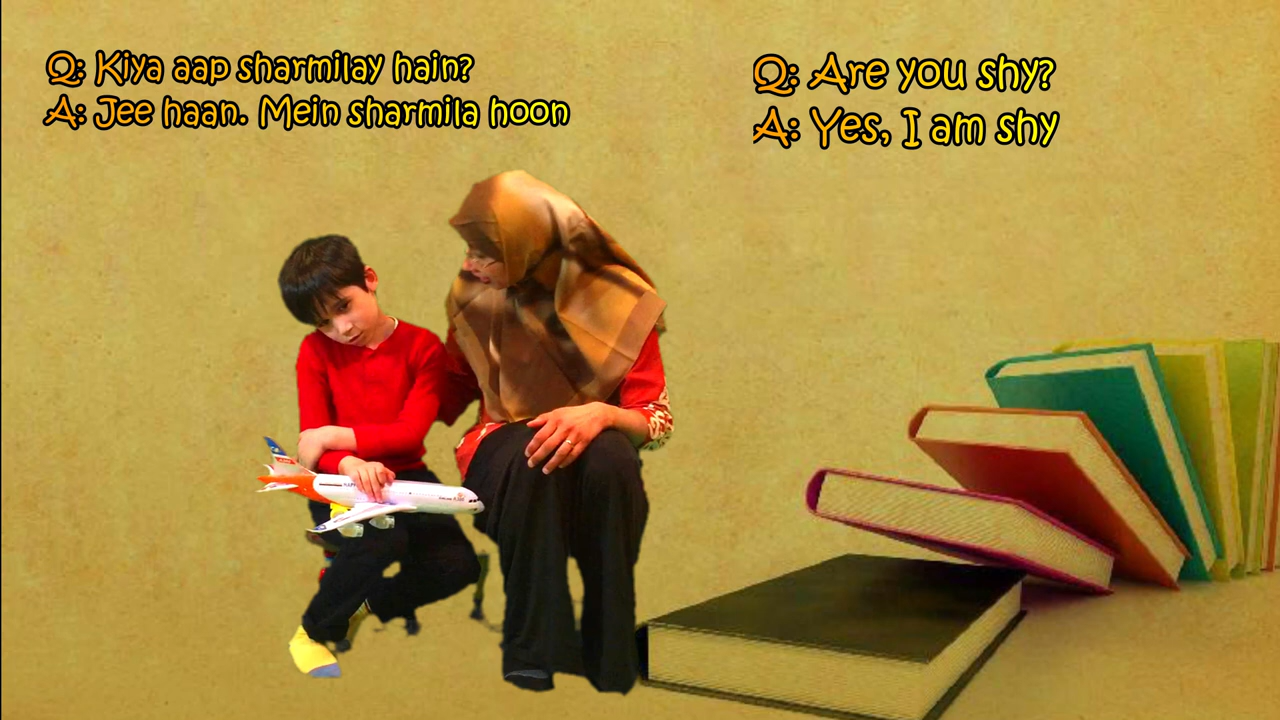 Q: Kiya aap sharmilay hain?
A: Jee haan. Mein sharmila hoon
Q: Are you shy?
A: Yes, I am shy